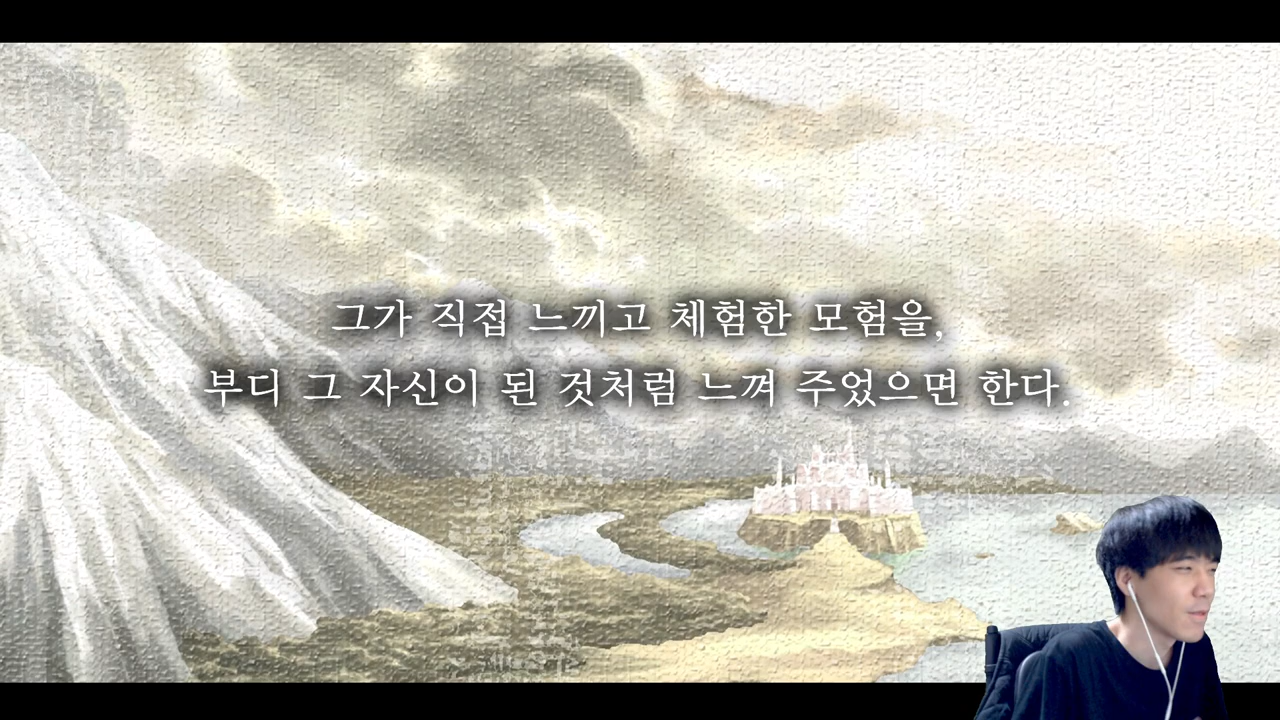 그가 직접 느끼고 체험한 모험을,
부디 그 자신이 된 것처럼 느껴 주었으면 한다.